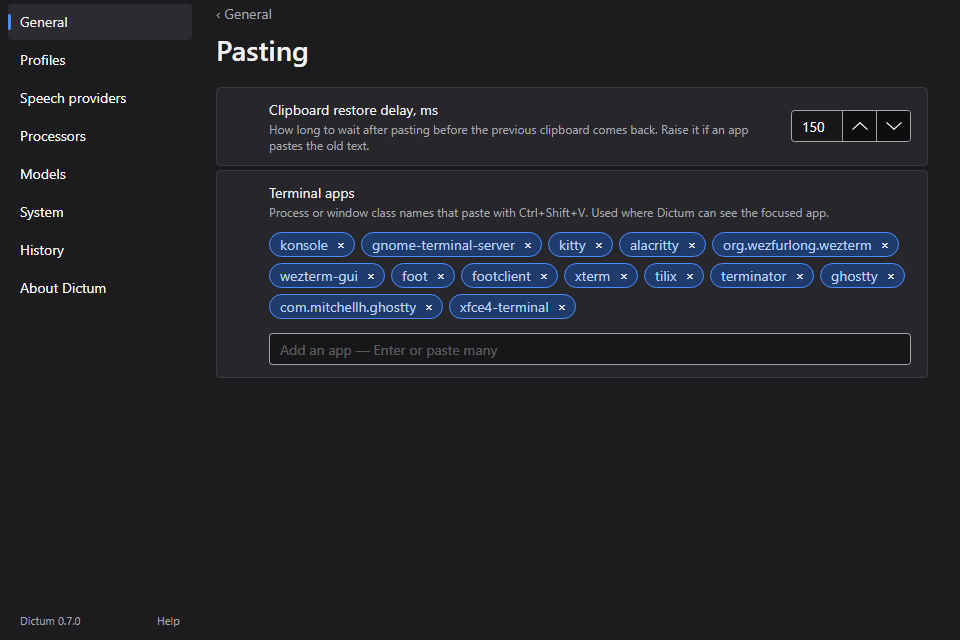 General
Profiles
Speech providers
Processors
Models
System
History
About Dictum
Dictum 0.7.0
Help
‹ General
Pasting
Clipboard restore delay, ms
How long to wait after pasting before the previous clipboard comes back. Raise it if an app
pastes the old text.
150
Terminal apps
Process or window class names that paste with Ctrl+Shift+V. Used where Dictum can see the focused app.
konsole × gnome-terminal-server × kitty × alacritty × org.wezfurlong.wezterm ×
wezterm-gui × foot × footclient × xterm × tilix × terminator × ghostty ×
com.mitchellh.ghostty × xfce4-terminal ×
Add an app — Enter or paste many